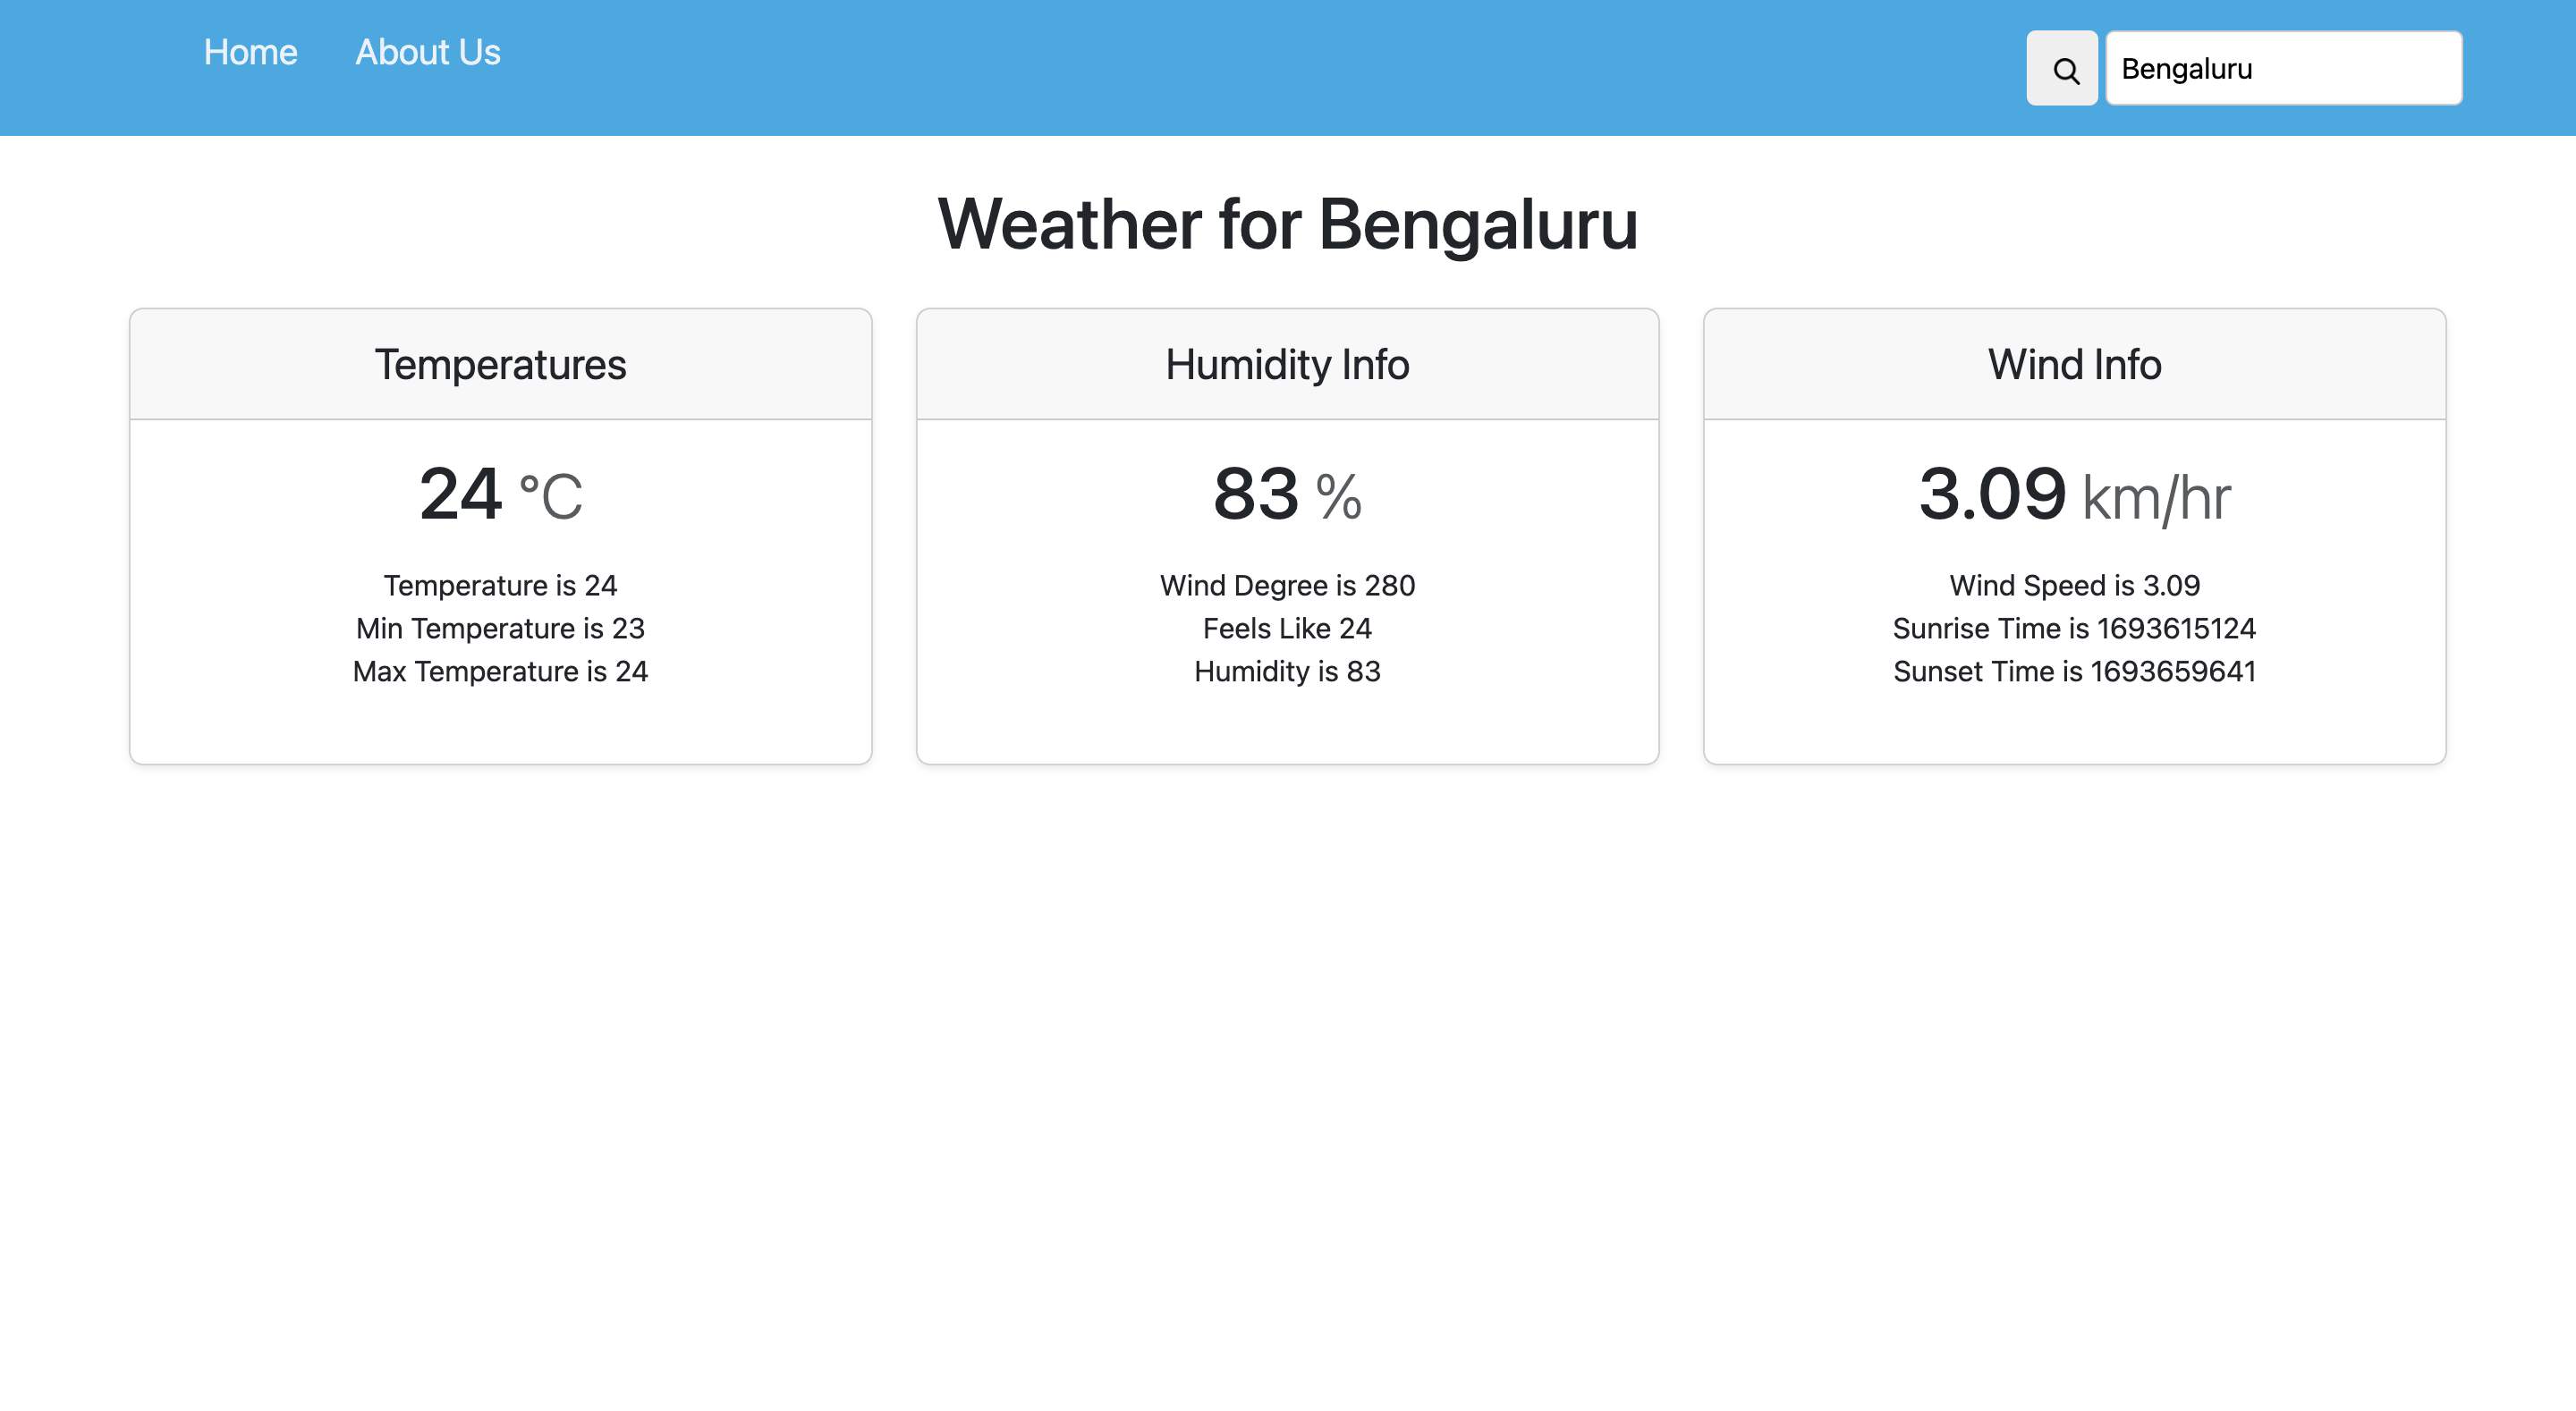 Home About Us Bengaluru
Weather for Bengaluru
Temperatures
24 °C
Temperature is 24
Min Temperature is 23
Max Temperature is 24
Humidity Info
83 %
Wind Degree is 280
Feels Like 24
Humidity is 83
Wind Info
3.09 km/hr
Wind Speed is 3.09
Sunrise Time is 1693615124
Sunset Time is 1693659641